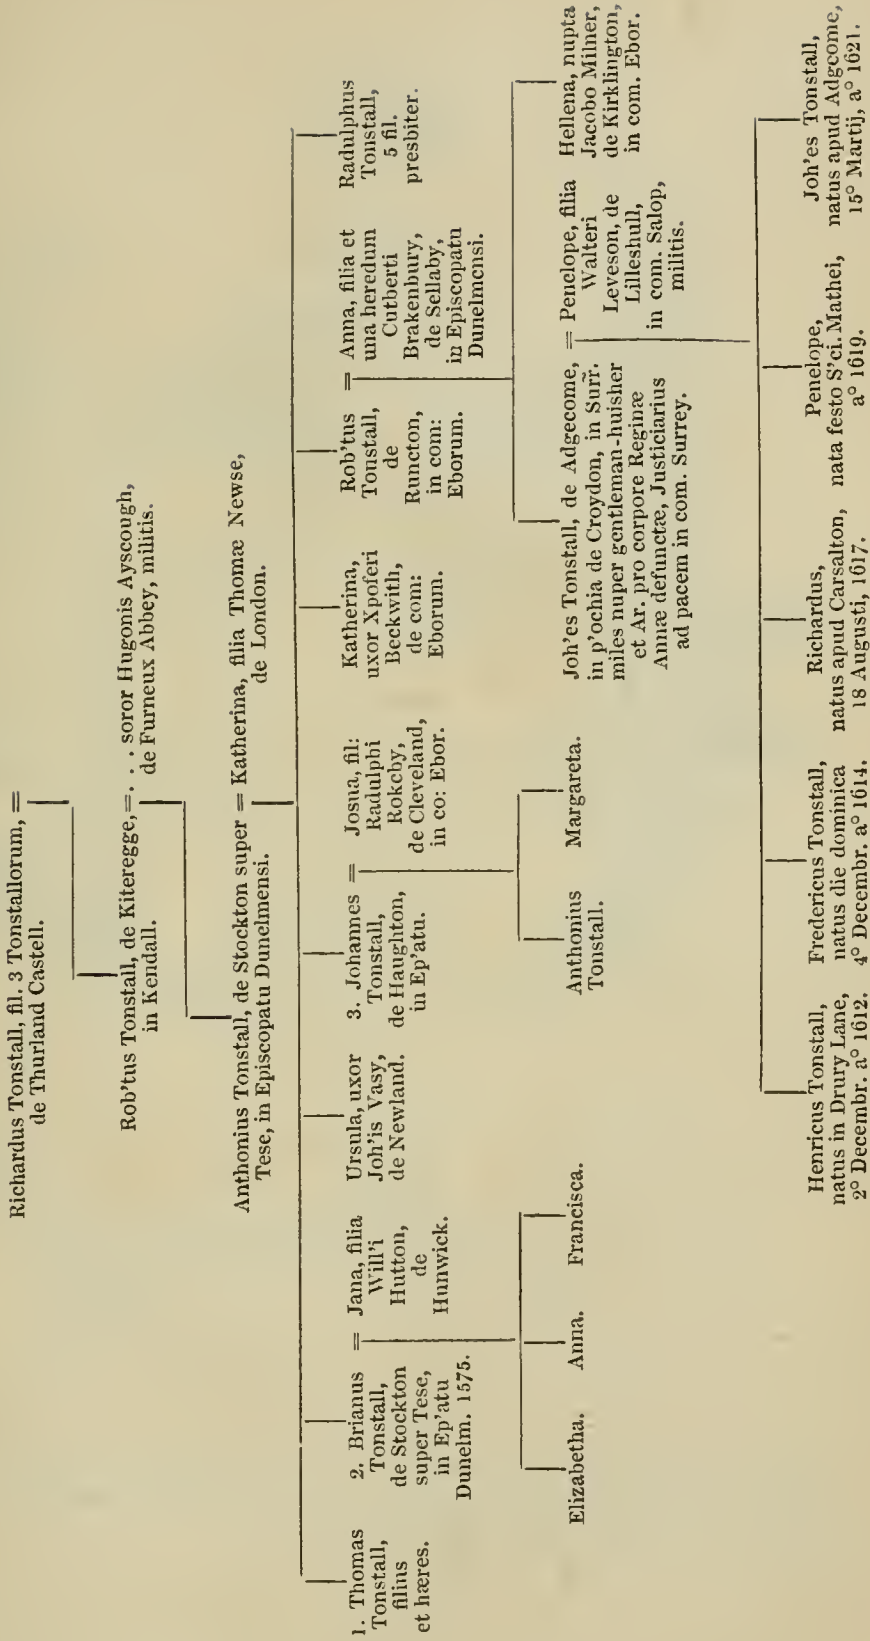 Richardus Tonstall, fil. 3 Tonstallorum, =
de Thurland Castell.
Rob'tus Tonstall, de Kiteregge, = . . . soror Hugonis Ayscough,
in Kendall.
de Furneux Abbey, militis.
Anthonius Tonstall, de Stockton super = Katherina, filia Thomæ Newse,
Tese, in Episcopatu Dunelmensi.
de London.
1. Thomas
Tonstall,
filius
et hæres.
2. Brianus =
Tonstall,
de Stockton
super Tese,
in Ep'atu
Dunelm. 1575.
Jana, filia
Will'i
Hutton,
de
Hunwick.
Ursula, uxor
Joh'is Vasy,
de Newland.
3. Johannes =
Tonstall,
de Haughton,
in Ep'atu.
Josua, fil:
Radulphi
Rokeby,
de Cleveland,
in co: Ebor.
Katherina,
uxor Xpoferi
Beckwith,
de com:
Eborum.
Rob'tus =
Tonstall,
de
Runcton,
in com:
Eborum.
Anna, filia et
una heredum
Cutberti
Brakenbury,
de Sellaby,
in Episcopatu
Dunelmensi.
Radulphus
Tonstall,
5 fil.
presbiter.
Elizabetha.
Anna.
Francisca.
Anthonius
Tonstall.
Margareta.
Joh'es Tonstall, de Adgecome, =
in p'ochia de Croydon, in Surr̃.
miles nuper gentleman-huisher
et Ar. pro corpore Reginæ
Annæ defunctæ, Justiciarius
ad pacem in com. Surrey.
Penelope, filia
Walteri
Leveson, de
Lilleshull,
in com. Salop,
militis.
Hellena, nupta
Jacobo Milner,
de Kirklington,
in com. Ebor.
Henricus Tonstall,
natus in Drury Lane,
2° Decembr. a° 1612.
Fredericus Tonstall,
natus die dominica
4° Decembr. a° 1614.
Richardus,
natus apud Carsalton,
18 Augusti, 1617.
Penelope,
nata festo S'ci. Mathei,
a° 1619.
Joh'es Tonstall,
natus apud Adgcome,
15° Martij, a° 1621.